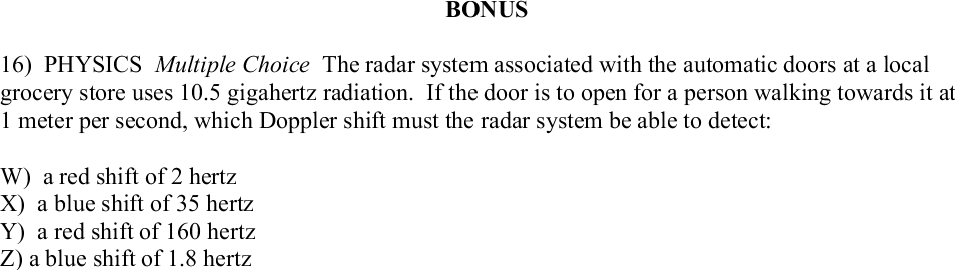 BONUS
16) PHYSICS Multiple Choice The radar system associated with the automatic doors at a local
grocery store uses 10.5 gigahertz radiation. If the door is to open for a person walking towards it at
1 meter per second, which Doppler shift must the radar system be able to detect:
W) a red shift of 2 hertz
X) a blue shift of 35 hertz
Y) a red shift of 160 hertz
Z) a blue shift of 1.8 hertz